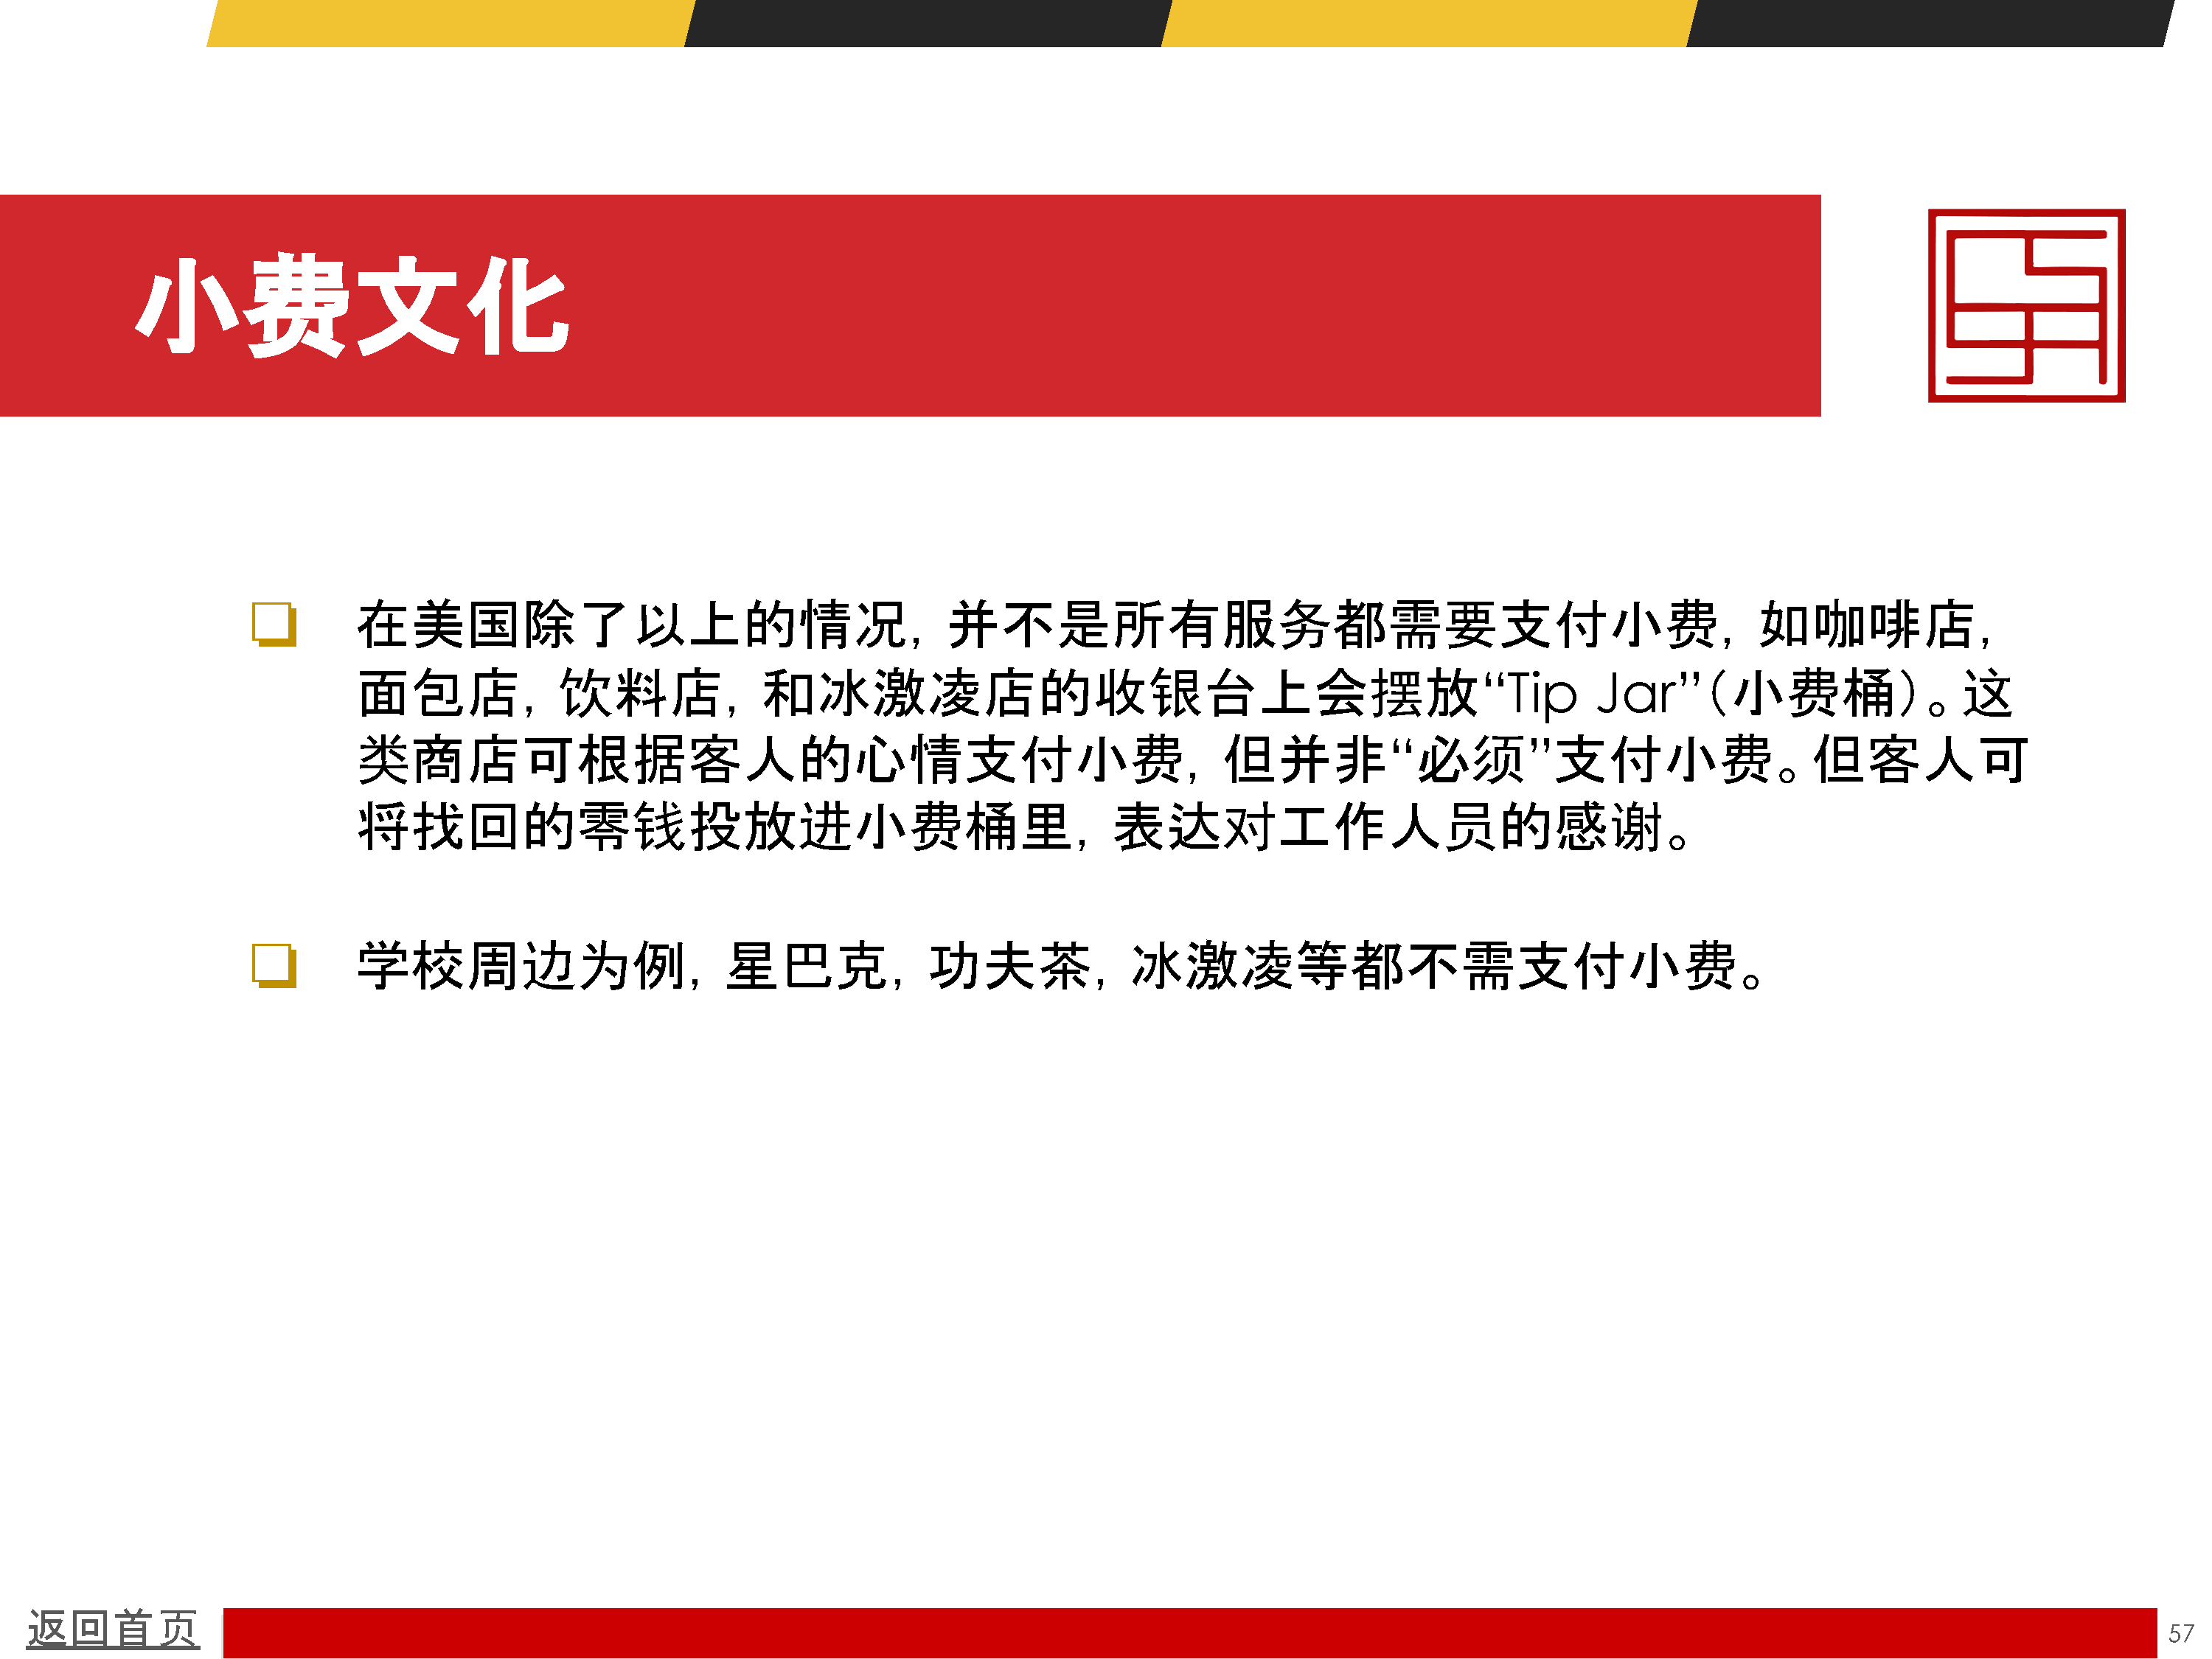 小费文化
在美国除了以上的情况，并不是所有服务都需要支付小费，如咖啡店，
面包店，饮料店，和冰激凌店的收银台上会摆放“Tip Jar”（小费桶）。这
类商店可根据客人的心情支付小费，但并非“必须”支付小费。但客人可
将找回的零钱投放进小费桶里，表达对工作人员的感谢。
学校周边为例，星巴克，功夫茶，冰激凌等都不需支付小费。
返回首页
57